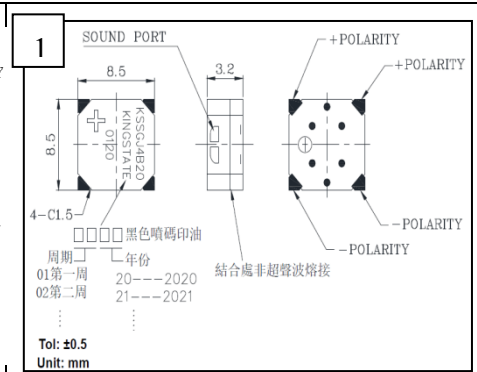 1
SOUND PORT
+POLARITY
+POLARITY
8.5
3.2
8.5
KSSGJ4B20
KINGSTATE
0120
4-C1.5
-POLARITY
-POLARITY
□□□□黑色噴碼印油
周期
年份
結合處非超聲波熔接
01第一周
20---2020
02第二周
21---2021
Tol: ±0.5
Unit: mm